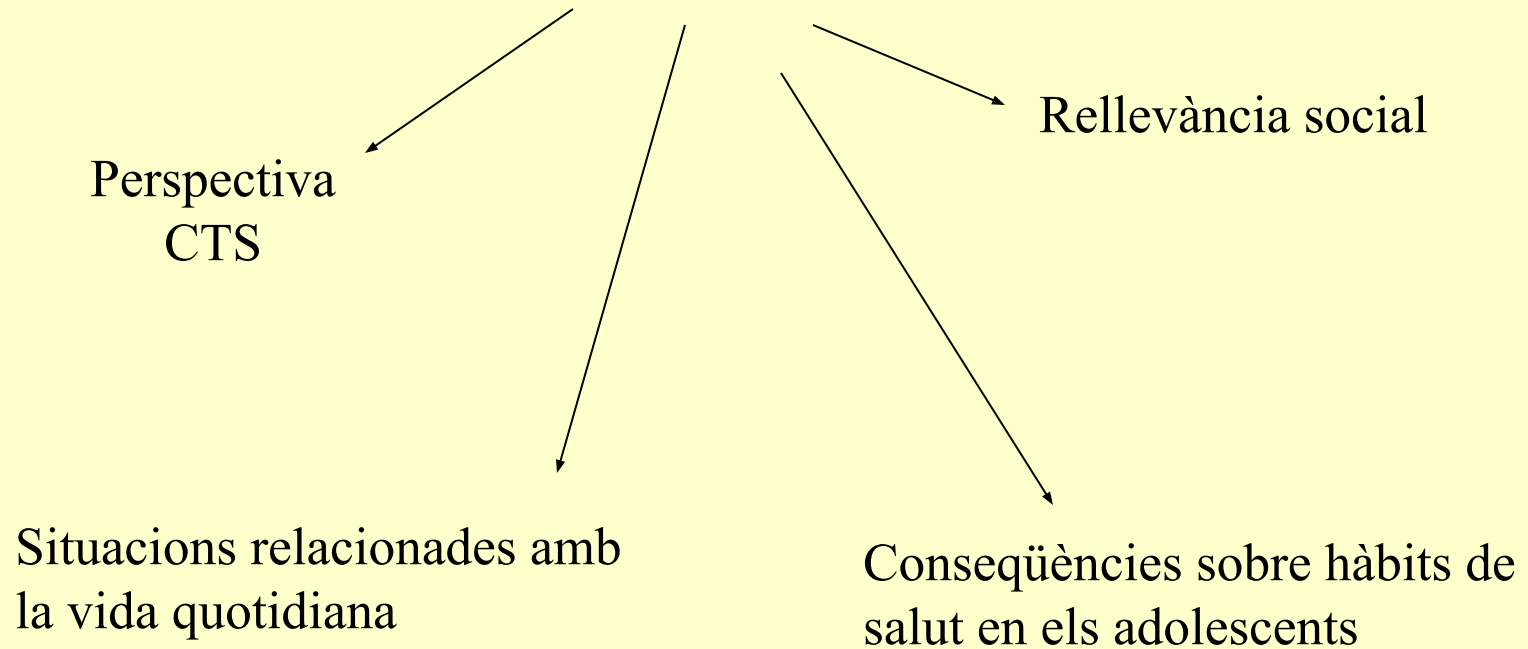 Rellevància social
Perspectiva
CTS
Situacions relacionades amb
la vida quotidiana
Conseqüències sobre hàbits de
salut en els adolescents